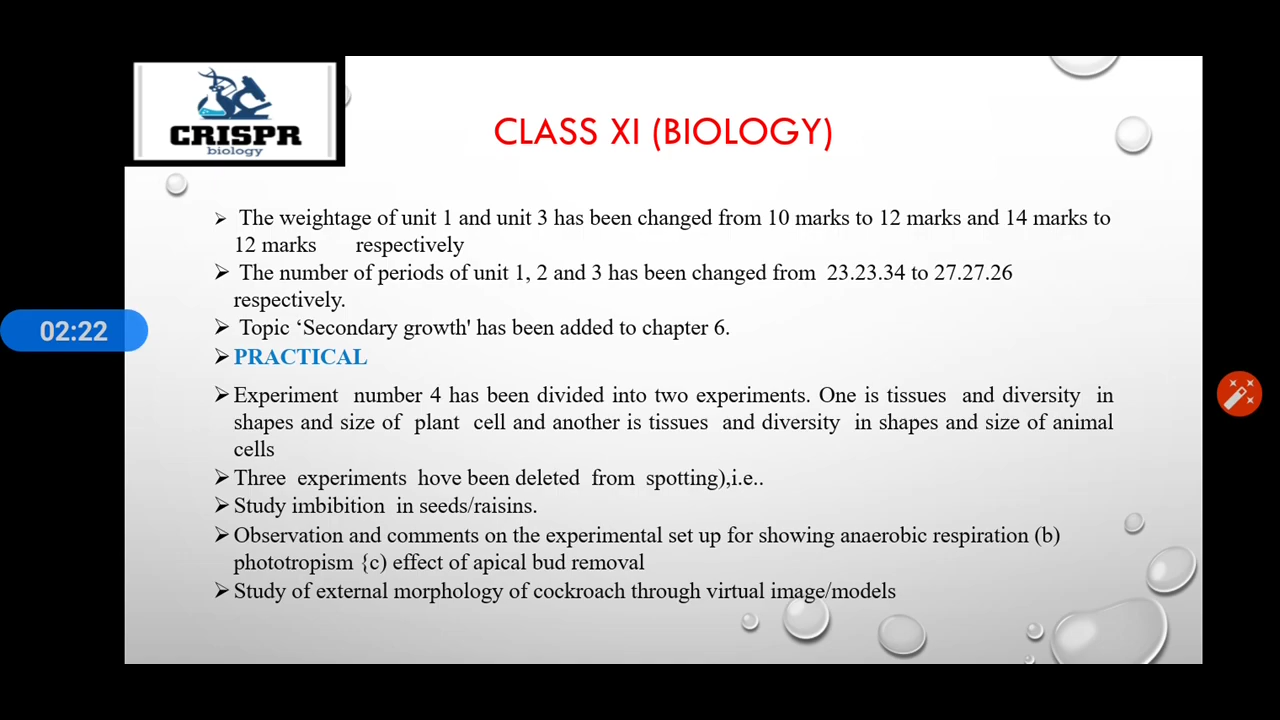 CRISPR
biology
CLASS XI (BIOLOGY)
The weightage of unit 1 and unit 3 has been changed from 10 marks to 12 marks and 14 marks to
12 marks respectively
The number of periods of unit 1, 2 and 3 has been changed from 23.23.34 to 27.27.26
respectively.
Topic ‘Secondary growth' has been added to chapter 6.
PRACTICAL
Experiment number 4 has been divided into two experiments. One is tissues and diversity in
shapes and size of plant cell and another is tissues and diversity in shapes and size of animal
cells
Three experiments hove been deleted from spotting),i.e..
Study imbibition in seeds/raisins.
Observation and comments on the experimental set up for showing anaerobic respiration (b)
phototropism {c) effect of apical bud removal
Study of external morphology of cockroach through virtual image/models
02:22